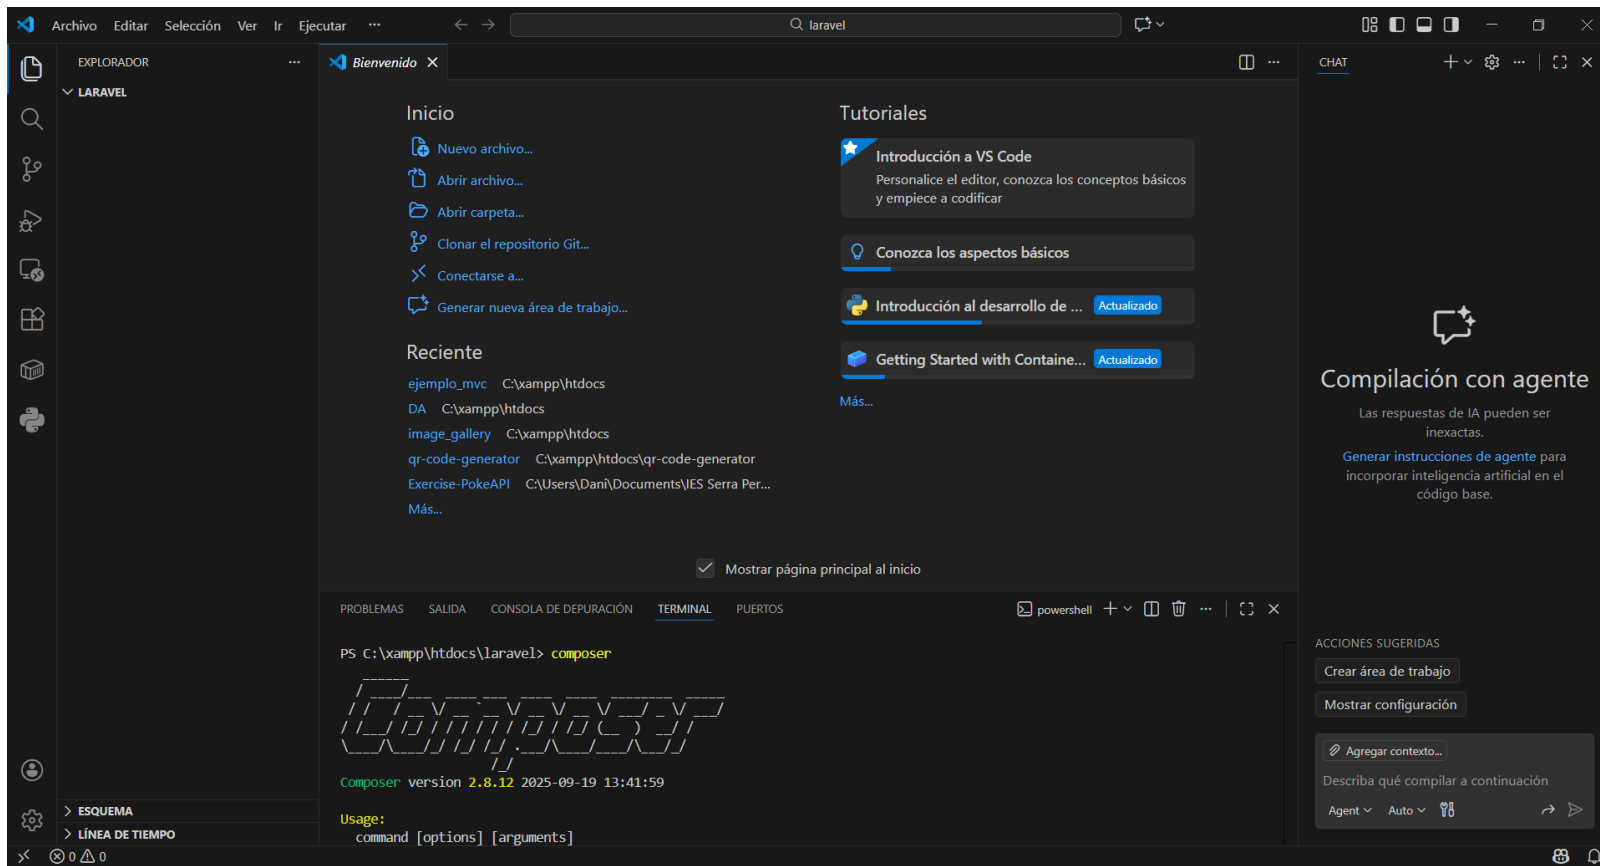 Archivo Editar Selección Ver Ir Ejecutar ···
laravel
EXPLORADOR
LARAVEL
ESQUEMA
LÍNEA DE TIEMPO
Bienvenido
Inicio
Nuevo archivo...
Abrir archivo...
Abrir carpeta...
Clonar el repositorio Git...
Conectarse a...
Generar nueva área de trabajo...
Reciente
ejemplo_mvc C:\xampp\htdocs
DA C:\xampp\htdocs
image_gallery C:\xampp\htdocs
qr-code-generator C:\xampp\htdocs\qr-code-generator
Exercise-PokeAPI C:\Users\Dani\Documents\IES Serra Per...
Más...
Tutoriales
Introducción a VS Code
Personalice el editor, conozca los conceptos básicos
y empiece a codificar
Conozca los aspectos básicos
Introducción al desarrollo de ... Actualizado
Getting Started with Containe... Actualizado
Más...
Mostrar página principal al inicio
PROBLEMAS SALIDA CONSOLA DE DEPURACIÓN TERMINAL PUERTOS
powershell
PS C:\xampp\htdocs\laravel> composer
Composer
Composer version 2.8.12 2025-09-19 13:41:59
Usage:
command [options] [arguments]
CHAT
Compilación con agente
Las respuestas de IA pueden ser
inexactas.
Generar instrucciones de agente para
incorporar inteligencia artificial en el
código base.
ACCIONES SUGERIDAS
Crear área de trabajo
Mostrar configuración
Agregar contexto...
Describa qué compilar a continuación
Agent Auto
0 0